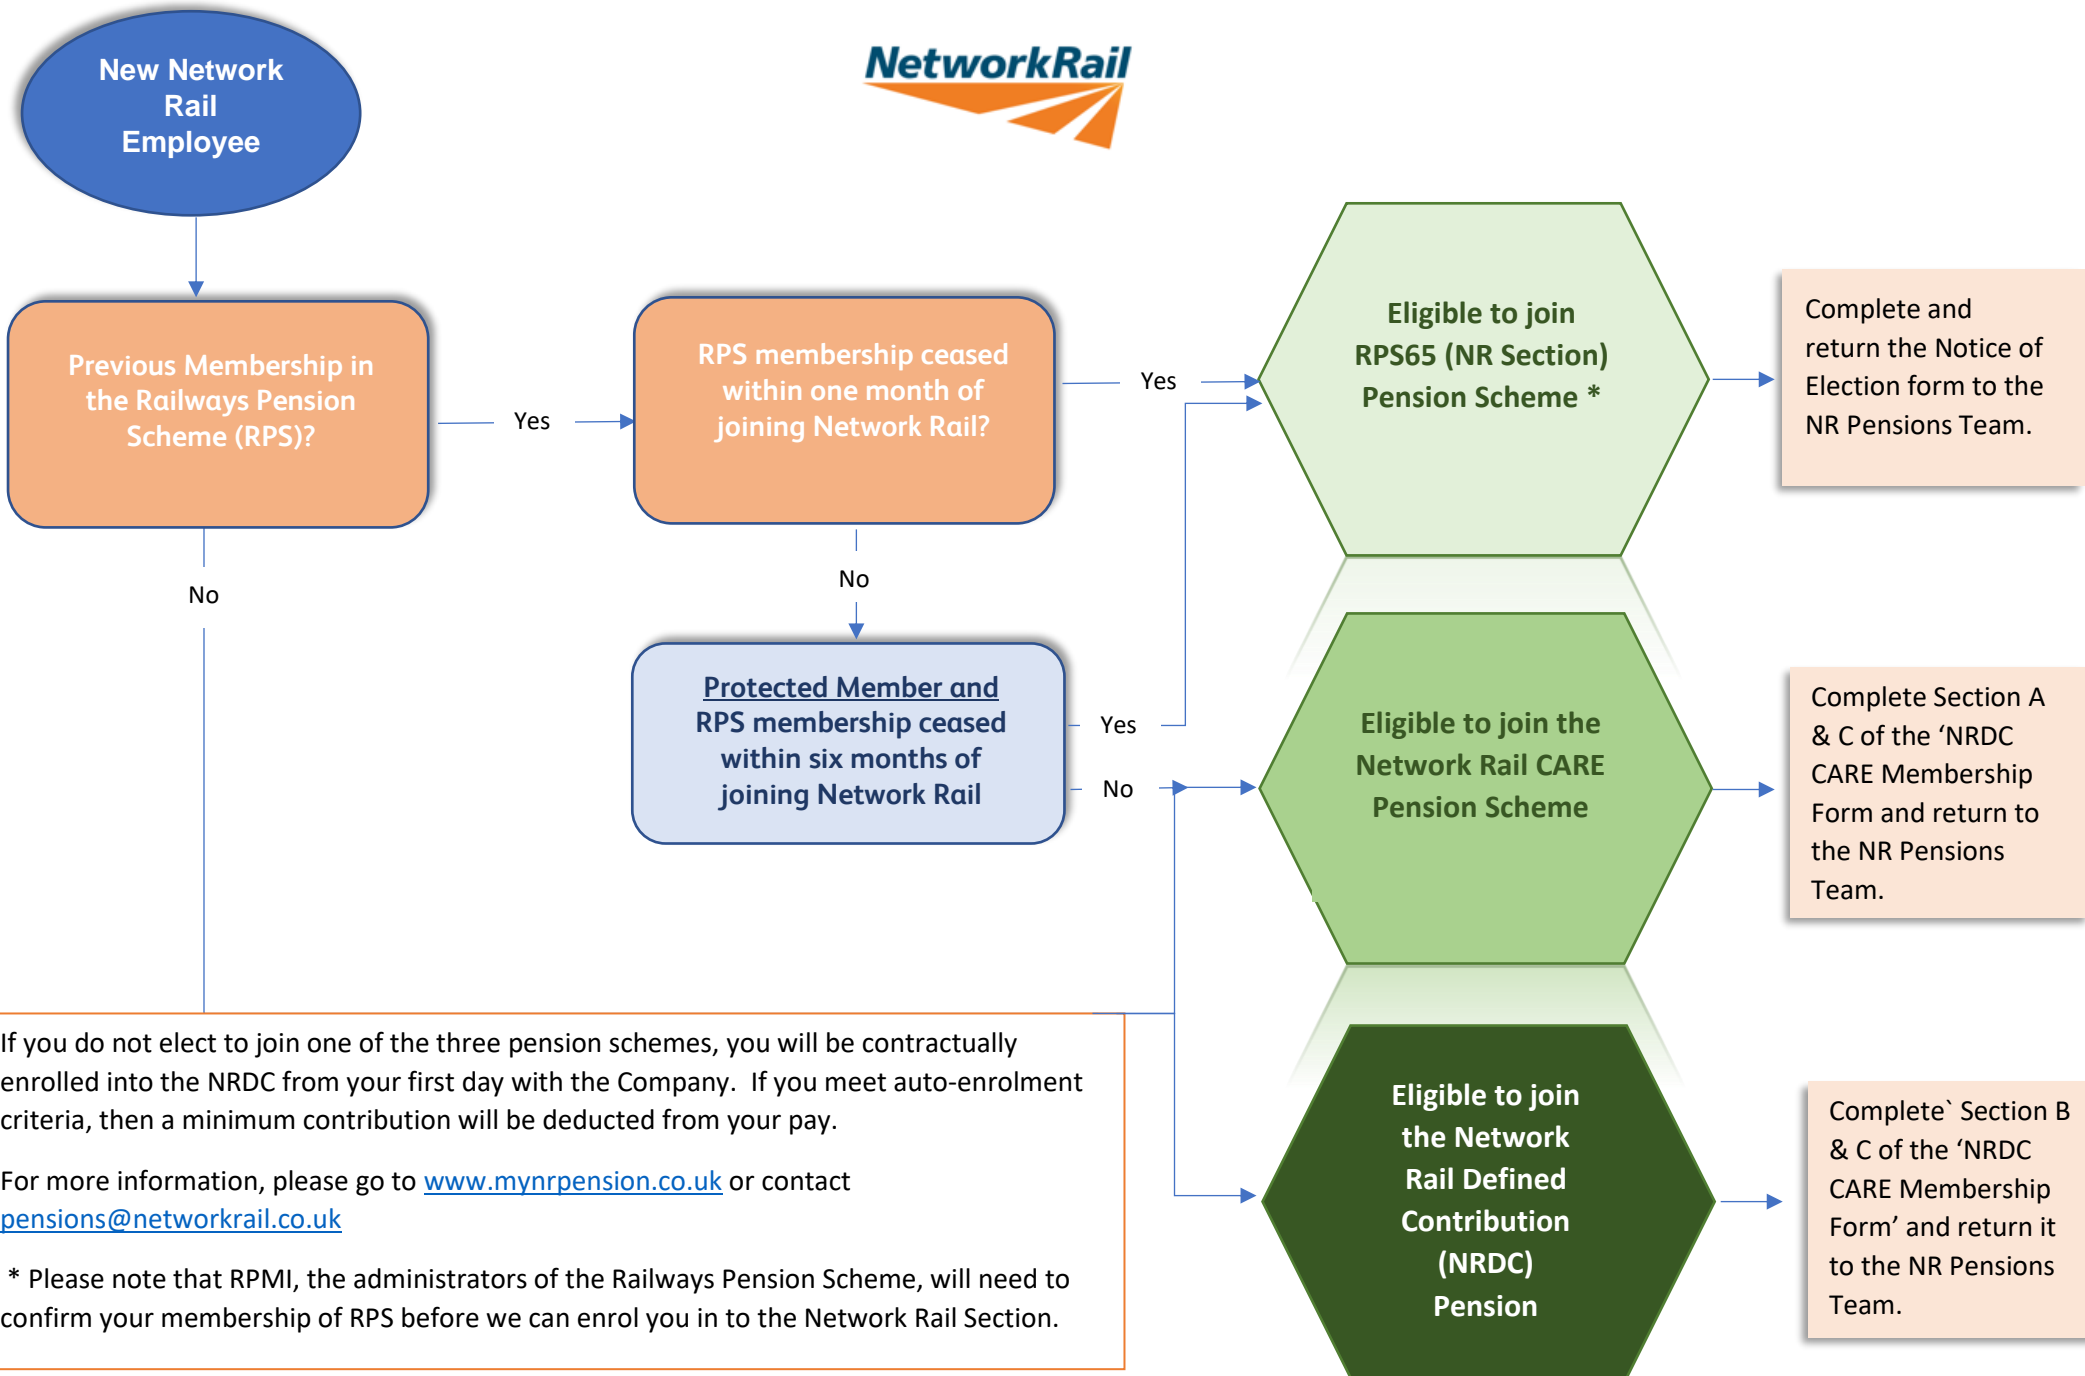 New Network
Rail
Employee
NetworkRail
Previous Membership in
the Railways Pension
Scheme (RPS)?
Yes
RPS membership ceased
within one month of
joining Network Rail?
Yes
Eligible to join
RPS65 (NR Section)
Pension Scheme *
Complete and
return the Notice of
Election form to the
NR Pensions Team.
No
No
Protected Member and
RPS membership ceased
within six months of
joining Network Rail
Yes
No
Eligible to join the
Network Rail CARE
Pension Scheme
Complete Section A
& C of the ‘NRDC
CARE Membership
Form and return to
the NR Pensions
Team.
If you do not elect to join one of the three pension schemes, you will be contractually
enrolled into the NRDC from your first day with the Company.  If you meet auto-enrolment
criteria, then a minimum contribution will be deducted from your pay.
For more information, please go to www.mynrpension.co.uk or contact
pensions@networkrail.co.uk
* Please note that RPMI, the administrators of the Railways Pension Scheme, will need to
confirm your membership of RPS before we can enrol you in to the Network Rail Section.
Eligible to join
the Network
Rail Defined
Contribution
(NRDC)
Pension
Complete` Section B
& C of the ‘NRDC
CARE Membership
Form’ and return it
to the NR Pensions
Team.